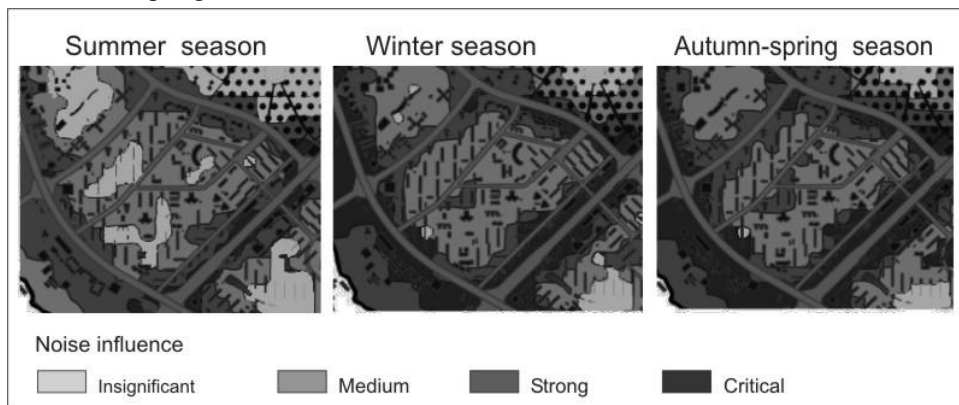 Summer season
Winter season
Autumn-spring season
Noise influence
Insignificant
Medium
Strong
Critical